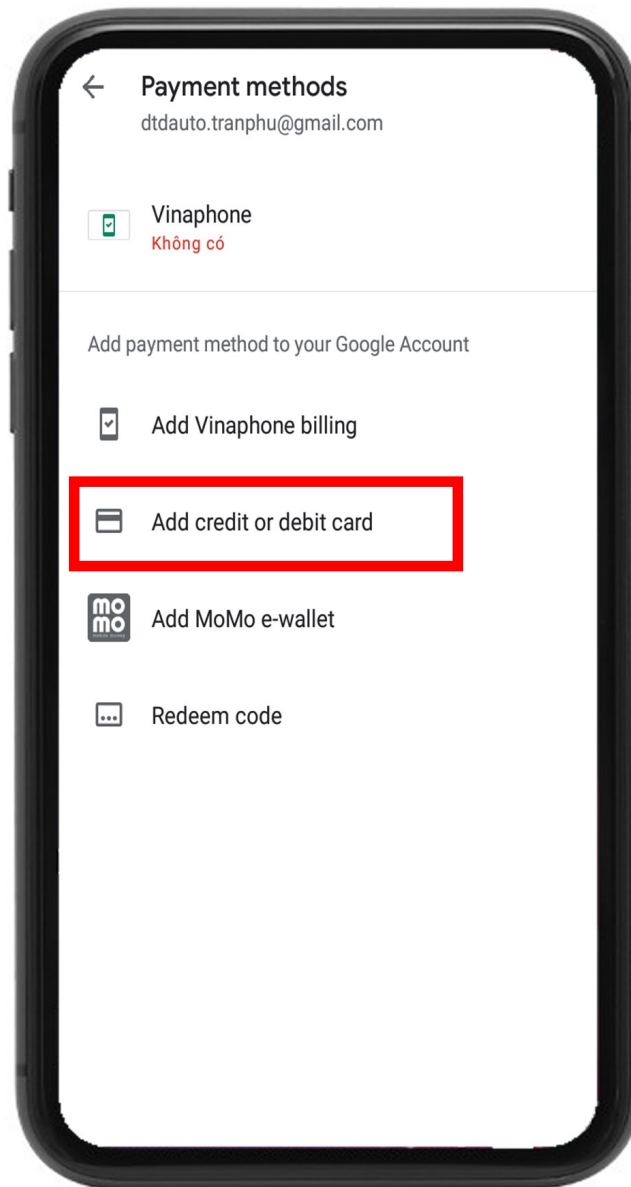 Payment methods
dtdauto.tranphu@gmail.com
Vinaphone
Không có
Add payment method to your Google Account
Add Vinaphone billing
Add credit or debit card
mo
mo
Add MoMo e-wallet
Redeem code